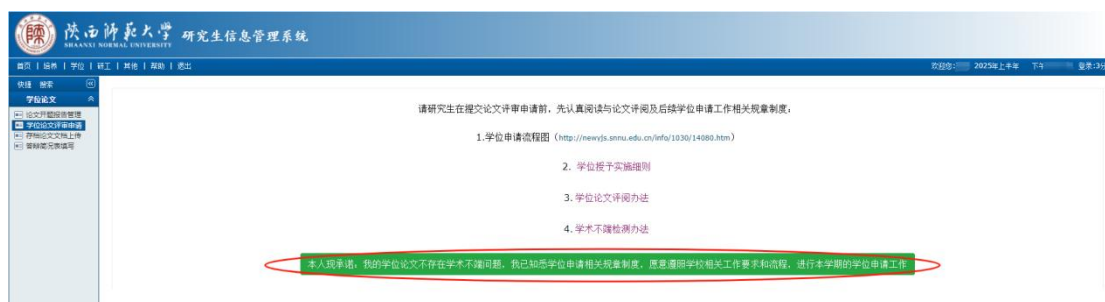 陕西师范大学 研究生信息管理系统
SHAANXI NORMAL UNIVERSITY
首页 | 培养 | 学位 | 研工 | 其他 | 帮助 | 退出
欢迎您: 2025年上半年 下午 登录:3分
快捷 搜索
学位论文
论文开题报告管理
学位论文评审申请
存档论文文档上传
答辩情况表填写
请研究生在提交论文评审申请前,先认真阅读与论文评阅及后续学位申请工作相关规章制度:
1.学位申请流程图(http://newyjs.snnu.edu.cn/info/1030/14080.htm)
2. 学位授予实施细则
3. 学位论文评阅办法
4. 学术不端检测办法
本人现承诺,我的学位论文不存在学术不端问题,我已知悉学位申请相关规章制度,愿意遵照学校相关工作要求和流程,进行本学期的学位申请工作